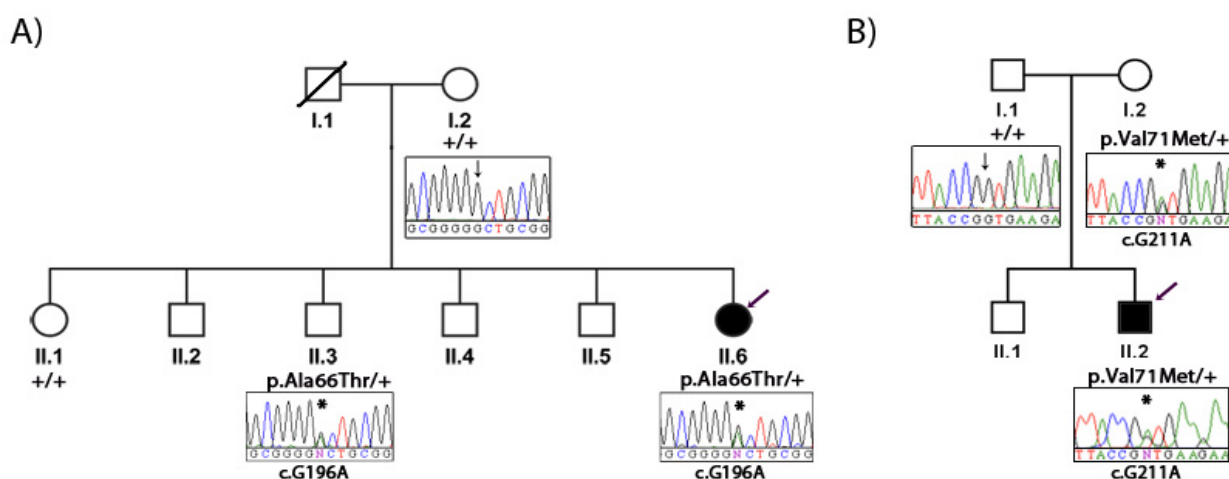 A)
I.1
I.2
+/+
GCGGGGGCTGCGG
II.1
+/+
II.2
II.3
p.Ala66Thr/+
*
GCGGGGNCTGCGG
c.G196A
II.4
II.5
II.6
p.Ala66Thr/+
*
GCGGGGNCTGCGG
c.G196A
B)
I.1
+/+
TTACCGGTGAAGA
I.2
p.Val71Met/+
*
TTACCGNTGAAGA
c.G211A
II.1
II.2
p.Val71Met/+
*
TTACCGNTGAAGAA
c.G211A